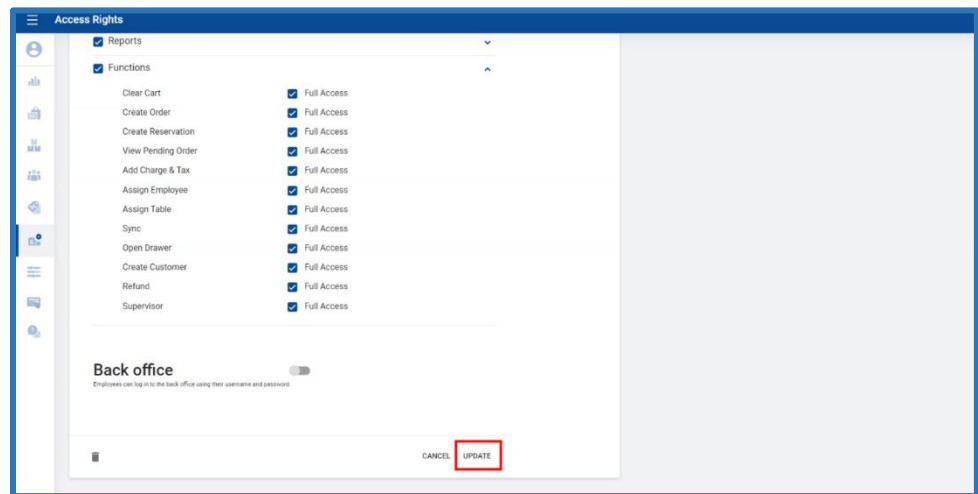 Access Rights
Reports
Functions
Clear Cart Full Access
Create Order Full Access
Create Reservation Full Access
View Pending Order Full Access
Add Charge & Tax Full Access
Assign Employee Full Access
Assign Table Full Access
Sync Full Access
Open Drawer Full Access
Create Customer Full Access
Refund Full Access
Supervisor Full Access
Back office
Employees can log in to the back office using their username and password
CANCEL UPDATE